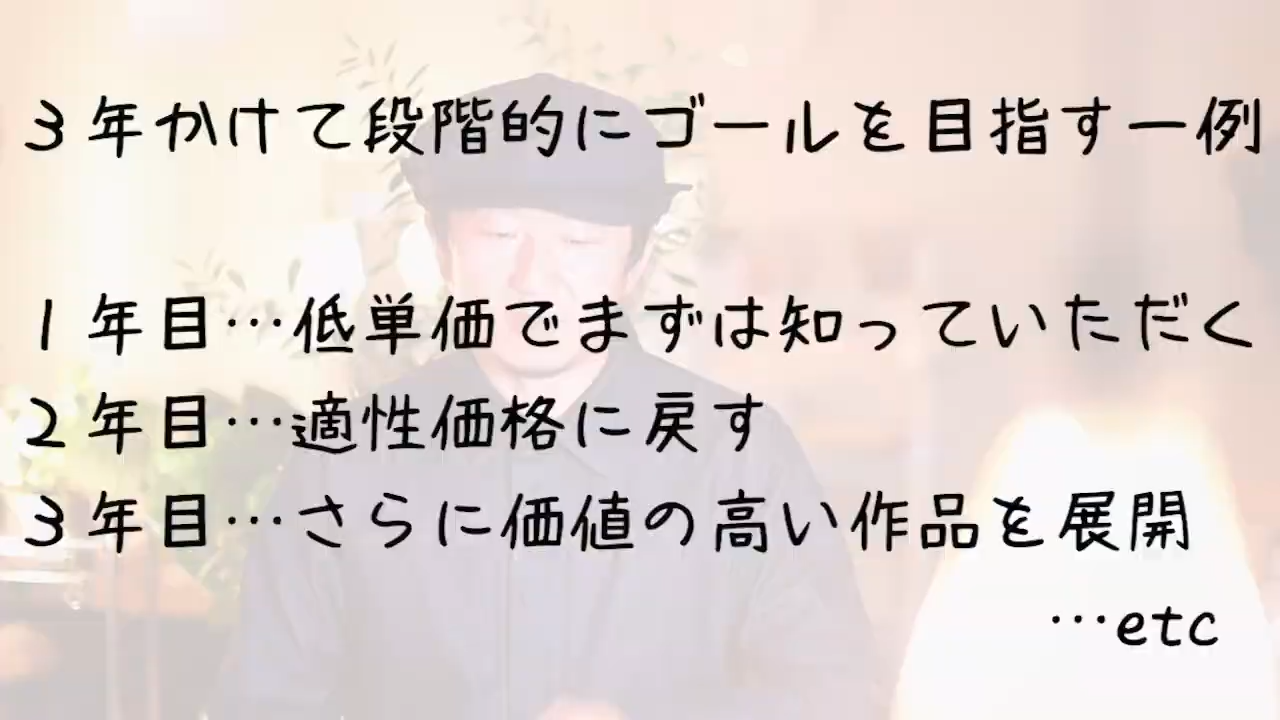 3年かけて段階的にゴールを目指す一例
1年目…低単価でまずは知っていただく
2年目…適性価格に戻す
3年目…さらに価値の高い作品を展開
…etc